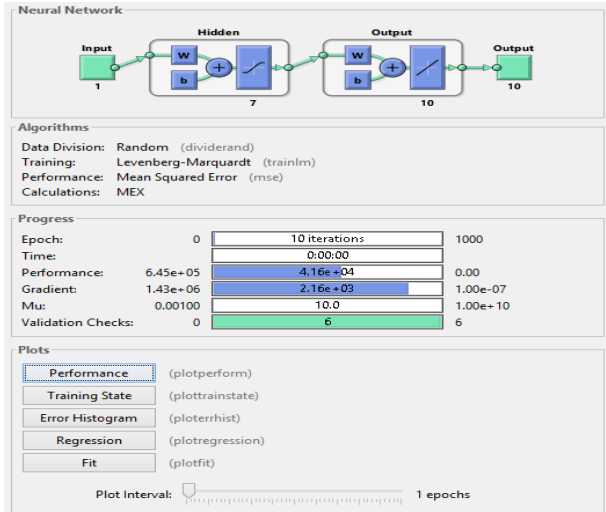 Neural Network
Hidden Output
Input Output
W W
b b
1 7 10 10
Algorithms
Data Division: Random (dividerand)
Training: Levenberg-Marquardt (trainlm)
Performance: Mean Squared Error (mse)
Calculations: MEX
Progress
Epoch: 0 10 iterations 1000
Time: 0:00:00
Performance: 6.45e+05 4.16e+04 0.00
Gradient: 1.43e+06 2.16e+03 1.00e-07
Mu: 0.00100 10.0 1.00e+10
Validation Checks: 0 6 6
Plots
Performance (plotperform)
Training State (plottrainstate)
Error Histogram (ploterrhist)
Regression (plotregression)
Fit (plotfit)
Plot Interval: 1 epochs